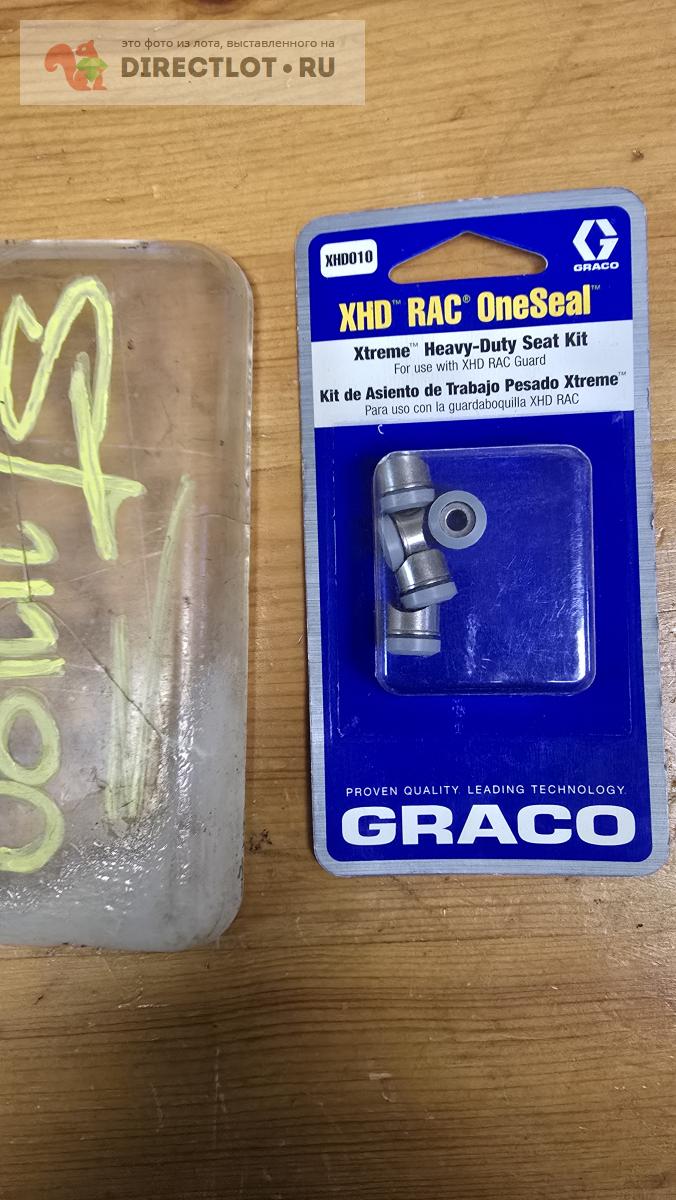 это фото из лота, выставленного на
DIRECTLOT.RU
XHD010
GRACO
XHD™ RAC® OneSeal™
Xtreme™ Heavy-Duty Seat Kit
For use with XHD RAC Guard
Kit de Asiento de Trabajo Pesado Xtreme™
Para uso con la guardaboquilla XHD RAC
PROVEN QUALITY. LEADING TECHNOLOGY.
GRACO